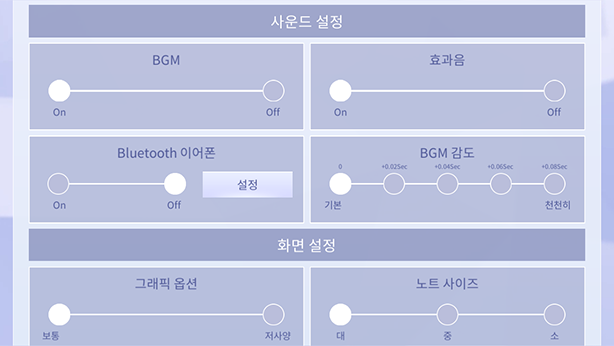 사운드 설정
BGM
효과음
On Off
On Off
Bluetooth 이어폰
BGM 감도
0 +0.025sec +0.045sec +0.065sec +0.085sec
On Off
설정
기본 천천히
화면 설정
그래픽 옵션
노트 사이즈
보통 저사양
대 중 소